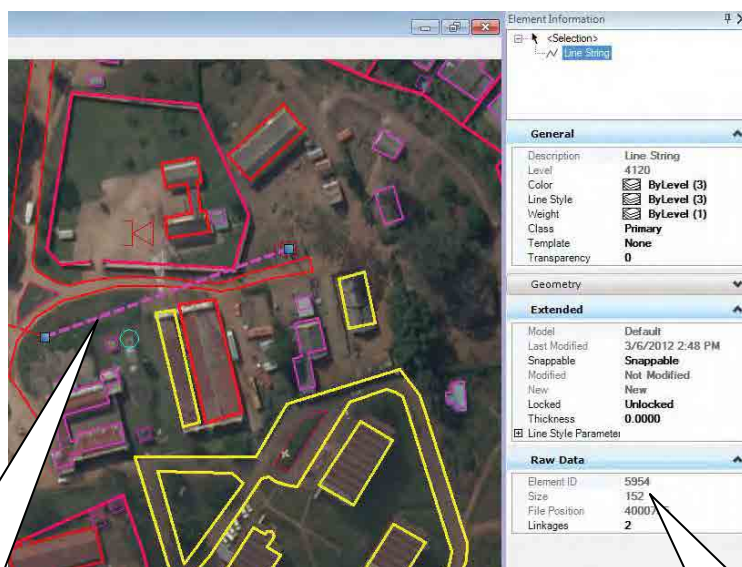 Element Information
<Selection>
Line String
General
Description Line String
Level 4120
Color ByLevel (3)
Line Style ByLevel (3)
Weight ByLevel (1)
Class Primary
Template None
Transparency 0
Geometry
Extended
Model Default
Last Modified 3/6/2012 2:48 PM
Snappable Snappable
Modified Not Modified
New New
Locked Unlocked
Thickness 0.0000
Line Style Parameter
Raw Data
Element ID 5954
Size 152
File Position
Linkages 2